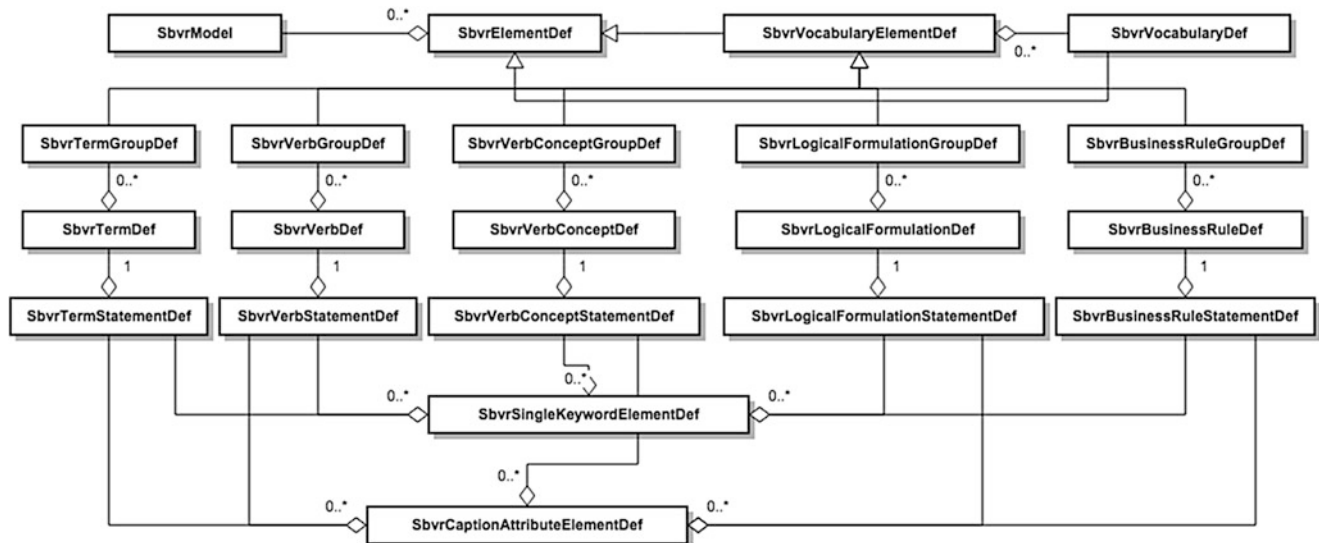 SbvrModel
0..*
SbvrElementDef
SbvrVocabularyElementDef
0..*
SbvrVocabularyDef
SbvrTermGroupDef
SbvrVerbGroupDef
SbvrVerbConceptGroupDef
SbvrLogicalFormulationGroupDef
SbvrBusinessRuleGroupDef
0..*
0..*
0..*
0..*
0..*
SbvrTermDef
SbvrVerbDef
SbvrVerbConceptDef
SbvrLogicalFormulationDef
SbvrBusinessRuleDef
1
1
1
1
1
SbvrTermStatementDef
SbvrVerbStatementDef
SbvrVerbConceptStatementDef
SbvrLogicalFormulationStatementDef
SbvrBusinessRuleStatementDef
0..*
0..*
0..*
SbvrSingleKeywordElementDef
0..*
0..*
0..*
SbvrCaptionAttributeElementDef